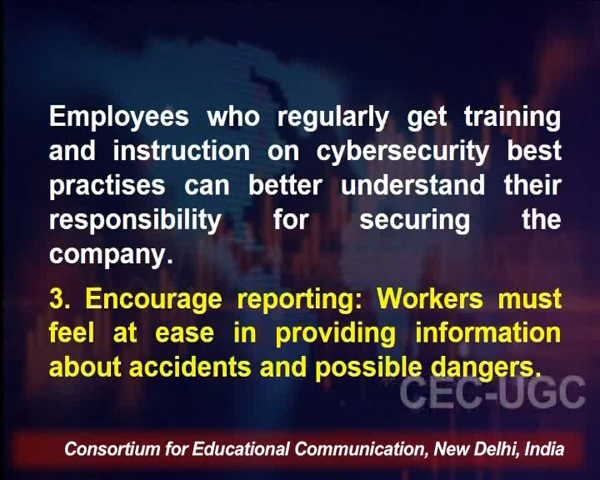 Employees who regularly get training
and instruction on cybersecurity best
practises can better understand their
responsibility for securing the
company.
3. Encourage reporting: Workers must
feel at ease in providing information
about accidents and possible dangers.
CEC-UGC
Consortium for Educational Communication, New Delhi, India